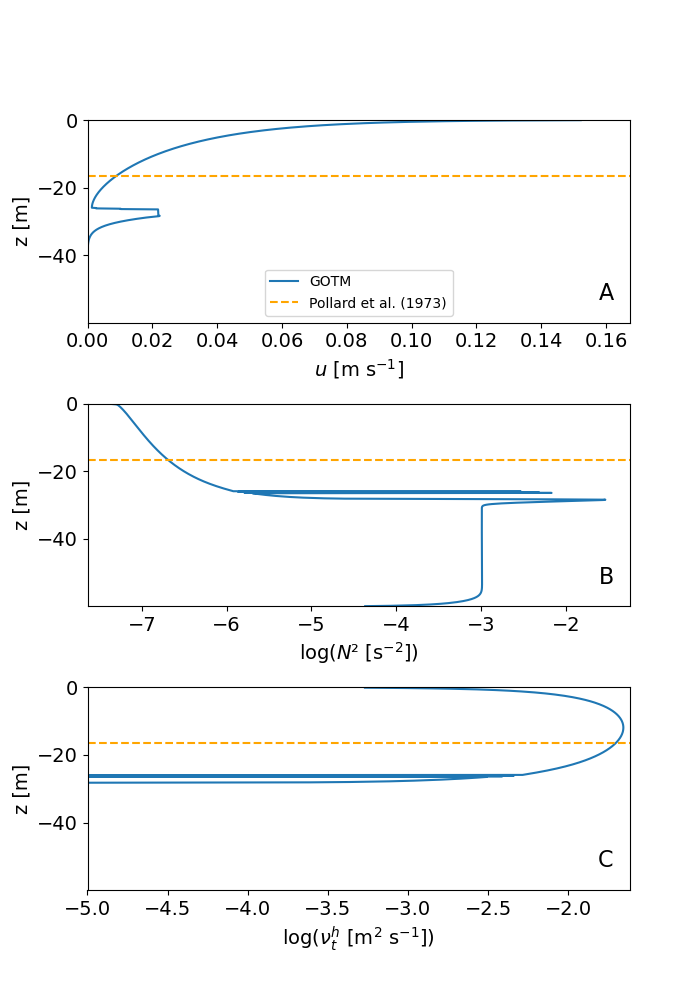 0
−20
−40
z [m]
GOTM
Pollard et al. (1973)
A
0.00 0.02 0.04 0.06 0.08 0.10 0.12 0.14 0.16
u [m s⁻¹]
0
−20
−40
z [m]
B
−7 −6 −5 −4 −3 −2
log(N² [s⁻²])
0
−20
−40
z [m]
C
−5.0 −4.5 −4.0 −3.5 −3.0 −2.5 −2.0
log(νₜʰ [m² s⁻¹])